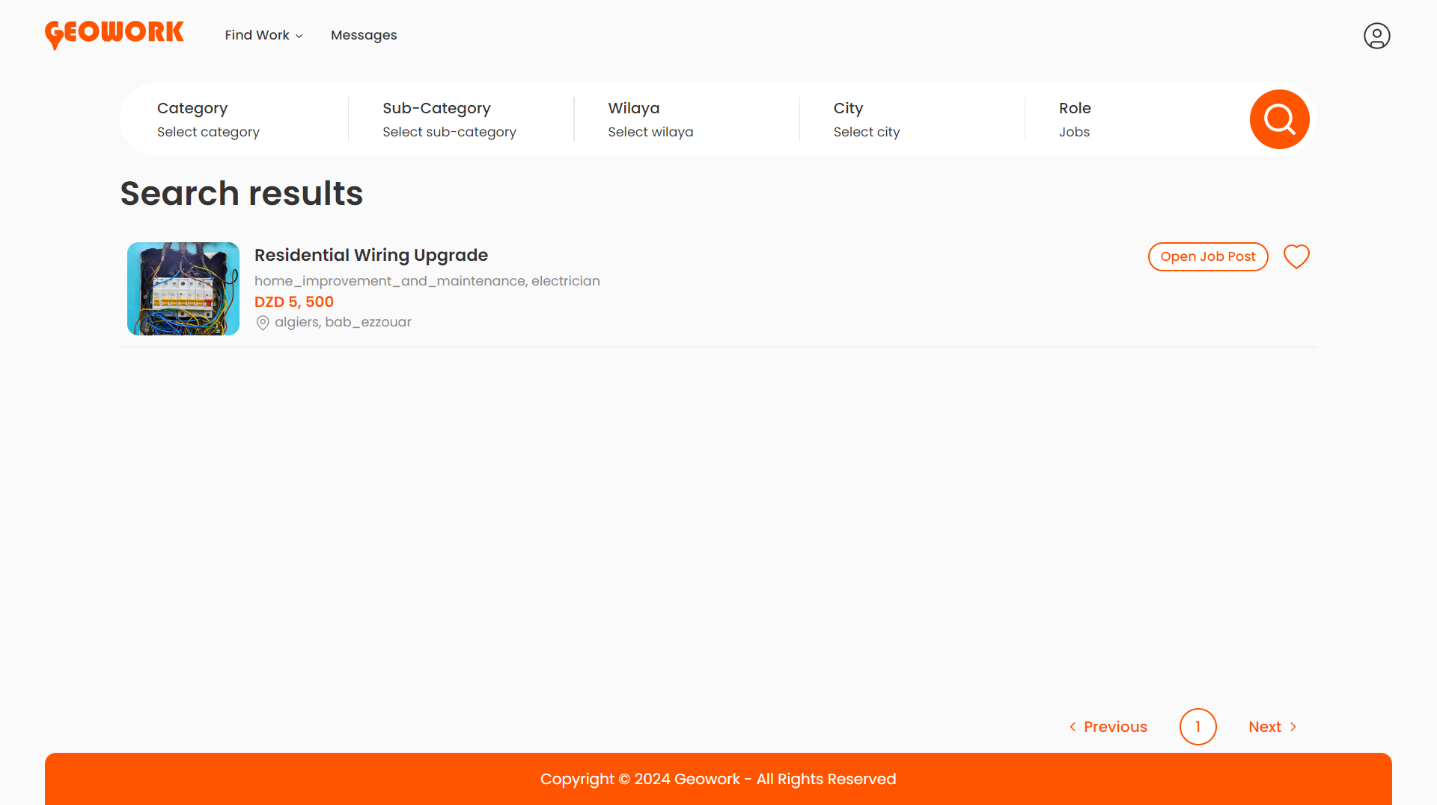 GEOWORK
Find Work
Messages
Category
Select category
Sub-Category
Select sub-category
Wilaya
Select wilaya
City
Select city
Role
Jobs
Search results
Residential Wiring Upgrade
home_improvement_and_maintenance, electrician
DZD 5, 500
algiers, bab_ezzouar
Open Job Post
Previous
1
Next
Copyright © 2024 Geowork - All Rights Reserved